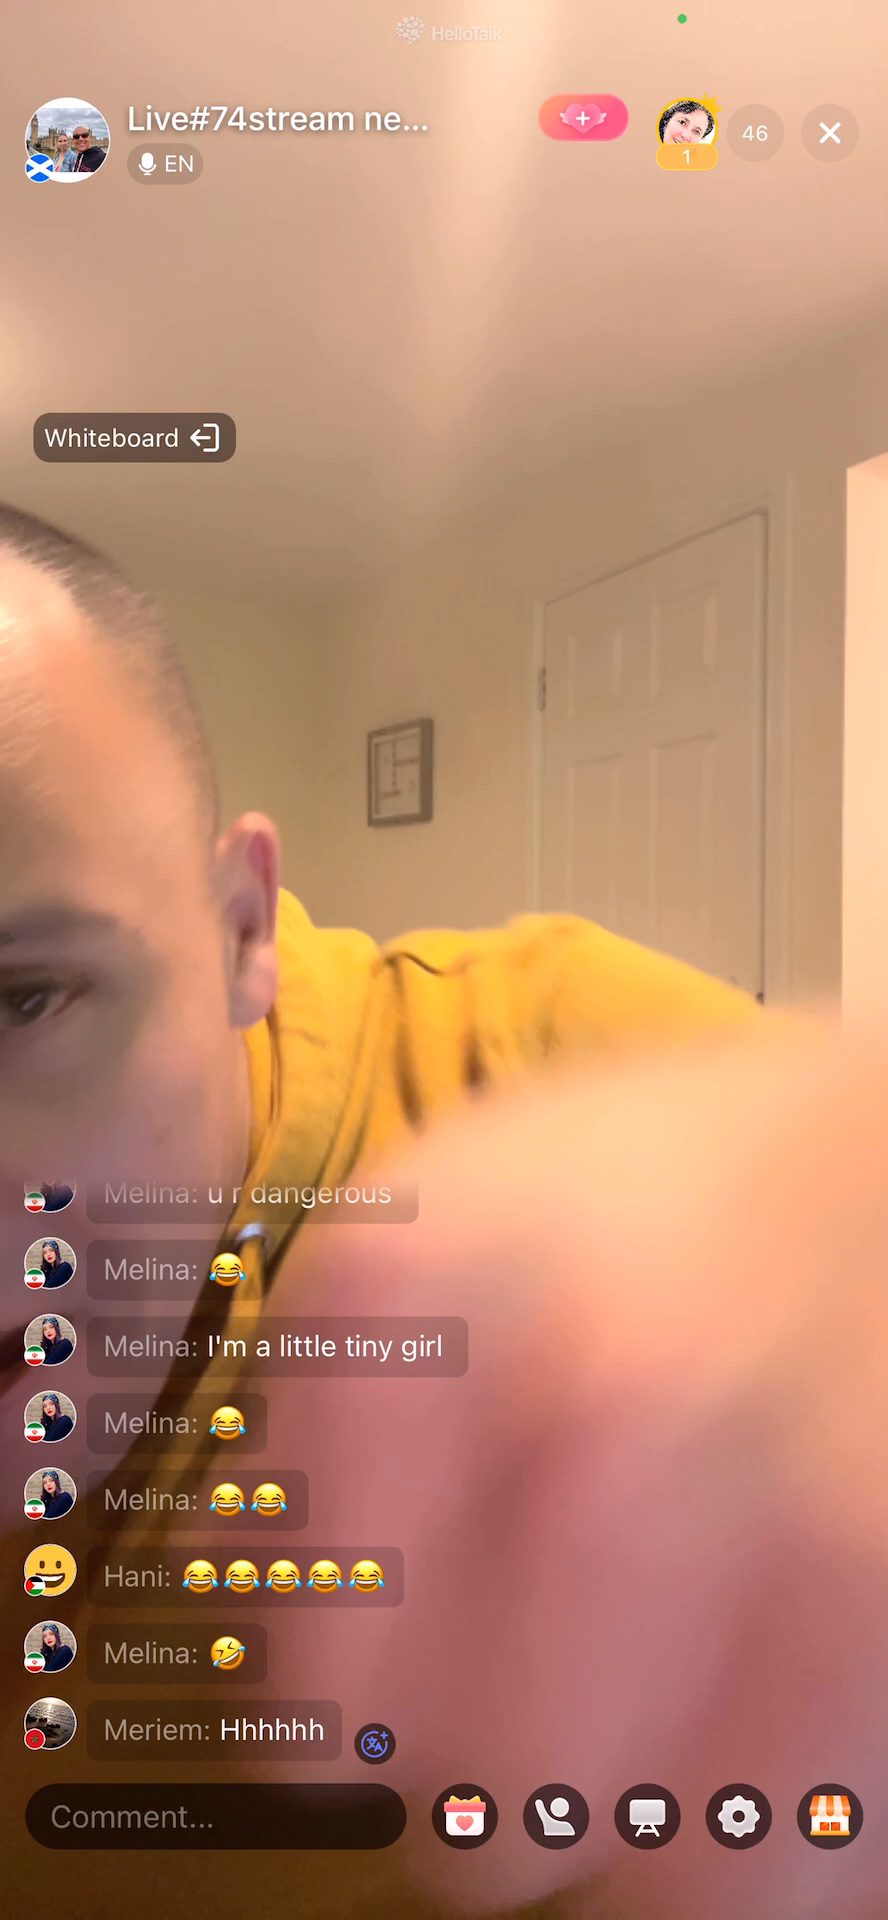 HelloTalk
Live#74stream ne...
EN
1
46
Whiteboard
Melina: u r dangerous
Melina: 😂
Melina: I'm a little tiny girl
Melina: 😂
Melina: 😂😂
Hani: 😂😂😂😂😂
Melina: 🤣
Meriem: Hhhhhh
Comment...